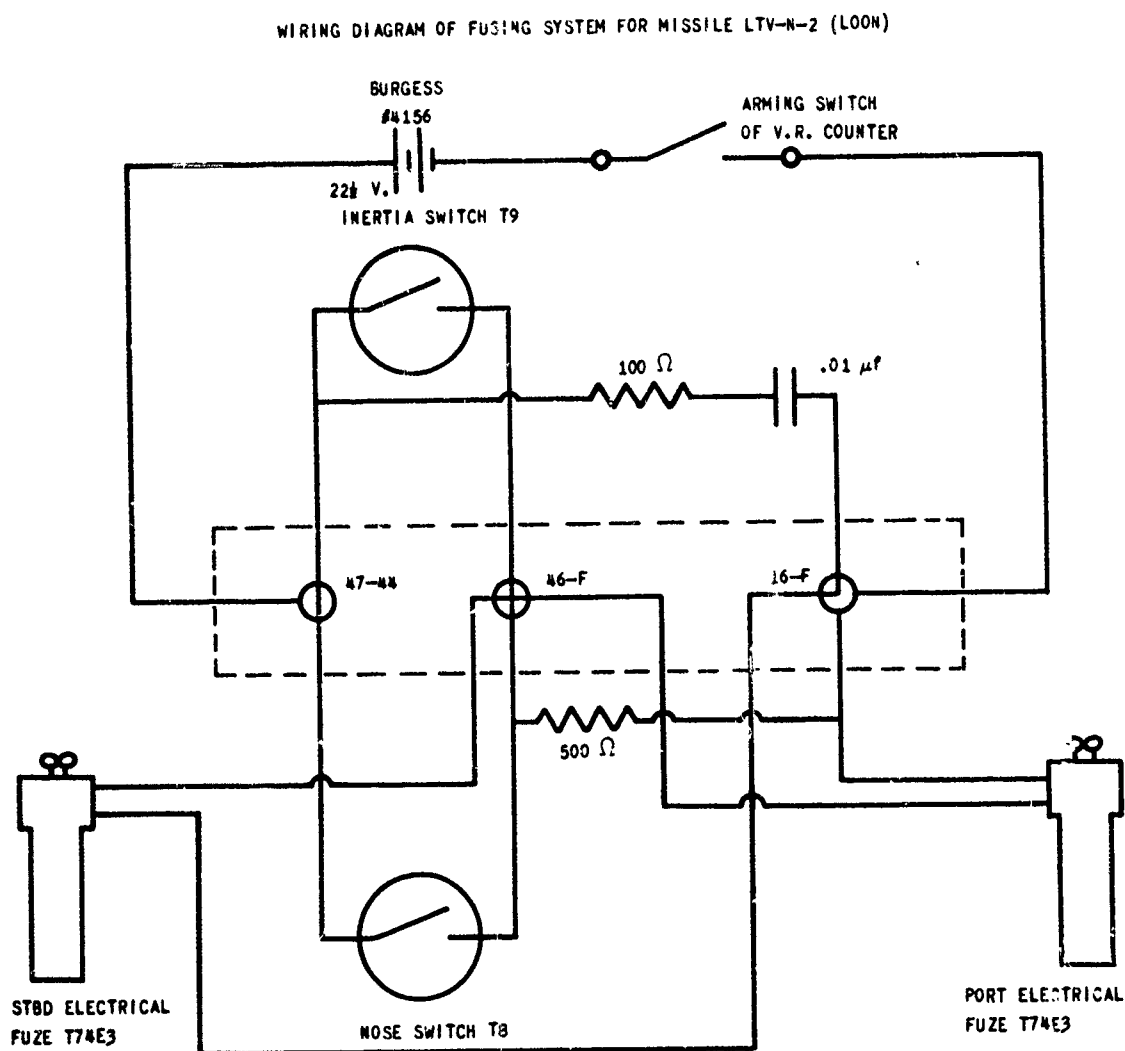 WIRING DIAGRAM OF FUSING SYSTEM FOR MISSILE LTV-N-2 (LOON)
BURGESS
#4156
ARMING SWITCH
OF V.R. COUNTER
22½ V.
INERTIA SWITCH T9
100 Ω
.01 µf
47-44
46-F
16-F
500 Ω
STBD ELECTRICAL
FUZE T74E3
NOSE SWITCH T8
PORT ELECTRICAL
FUZE T74E3